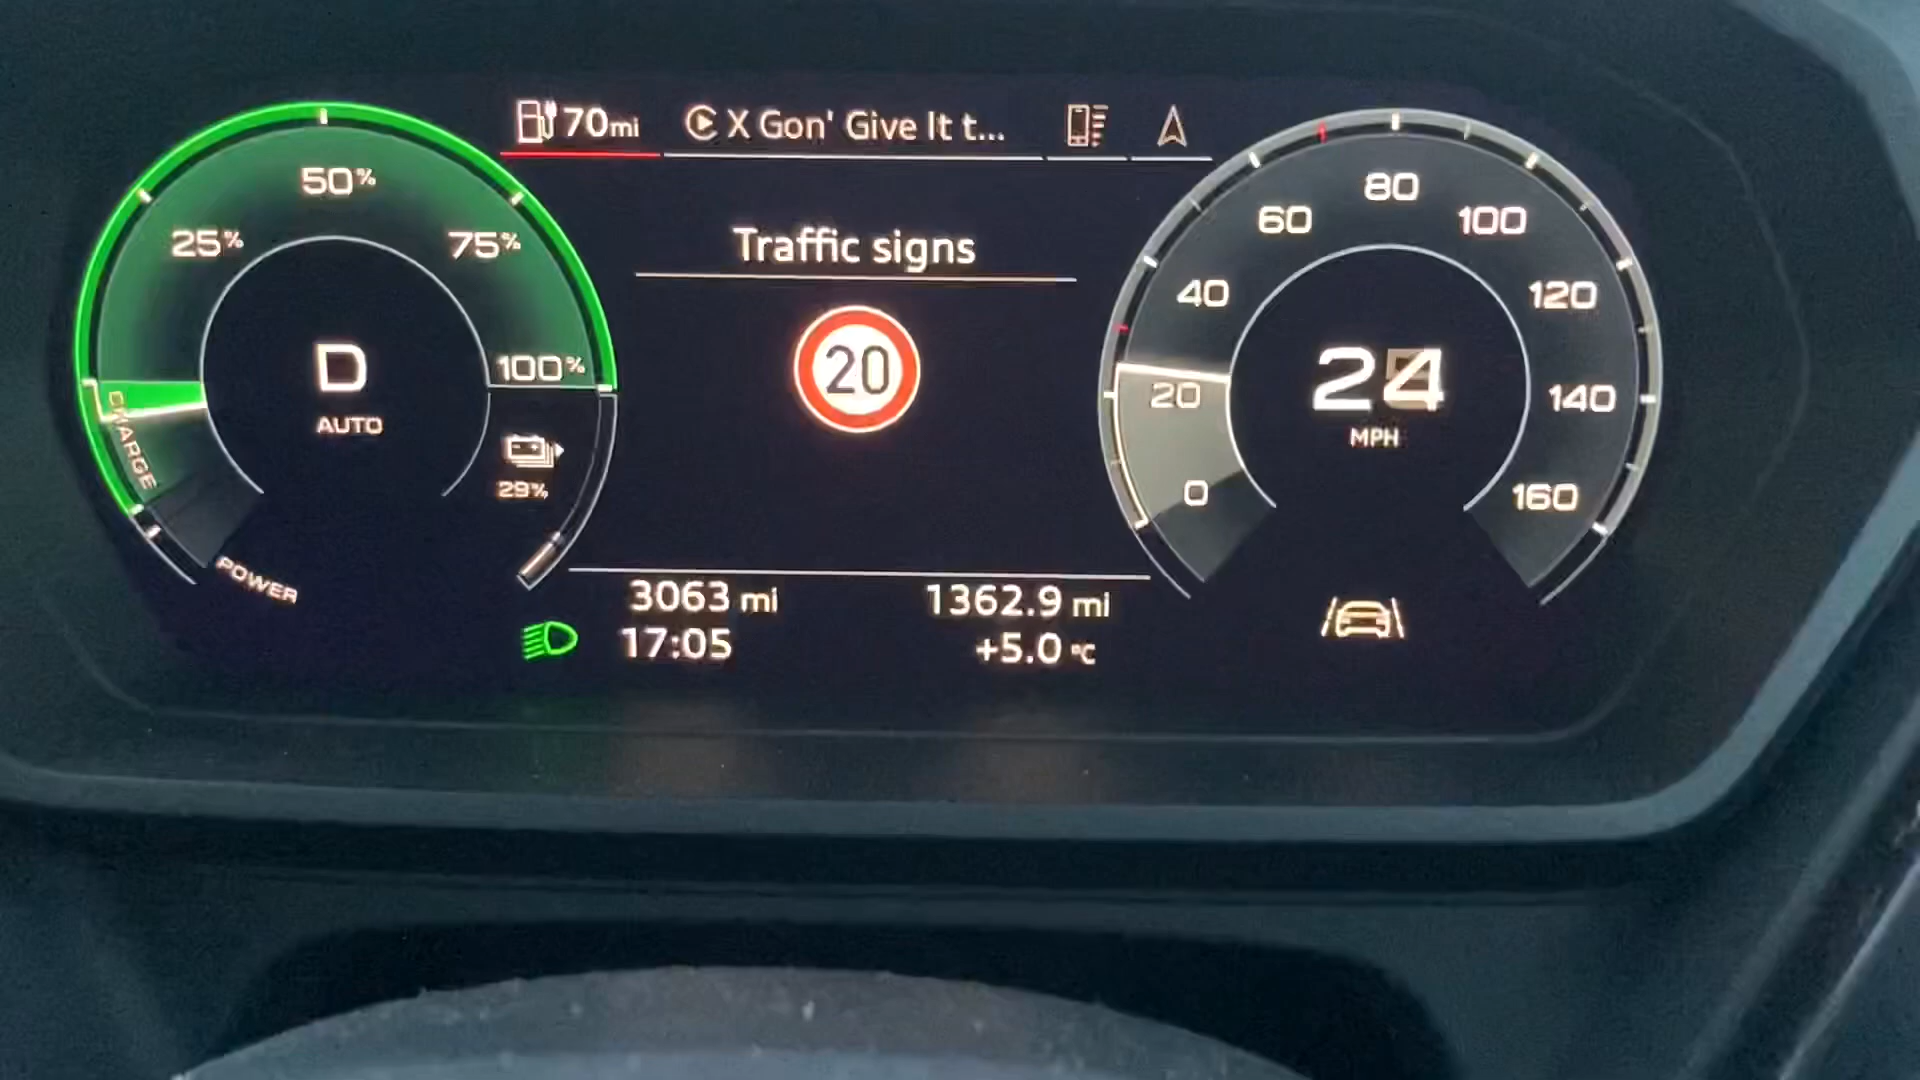 70mi
X Gon' Give It t...
50%
25%
75%
100%
D
AUTO
CHARGE
29%
POWER
Traffic signs
20
3063 mi
1362.9 mi
17:05
+5.0 °C
80
60
100
40
120
20
140
0
160
24
MPH